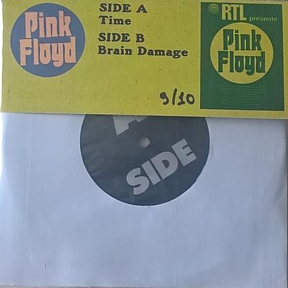 Pink
Floyd
SIDE A
Time
SIDE B
Brain Damage
9/10
RTL présente
Pink
Floyd
A
SIDE